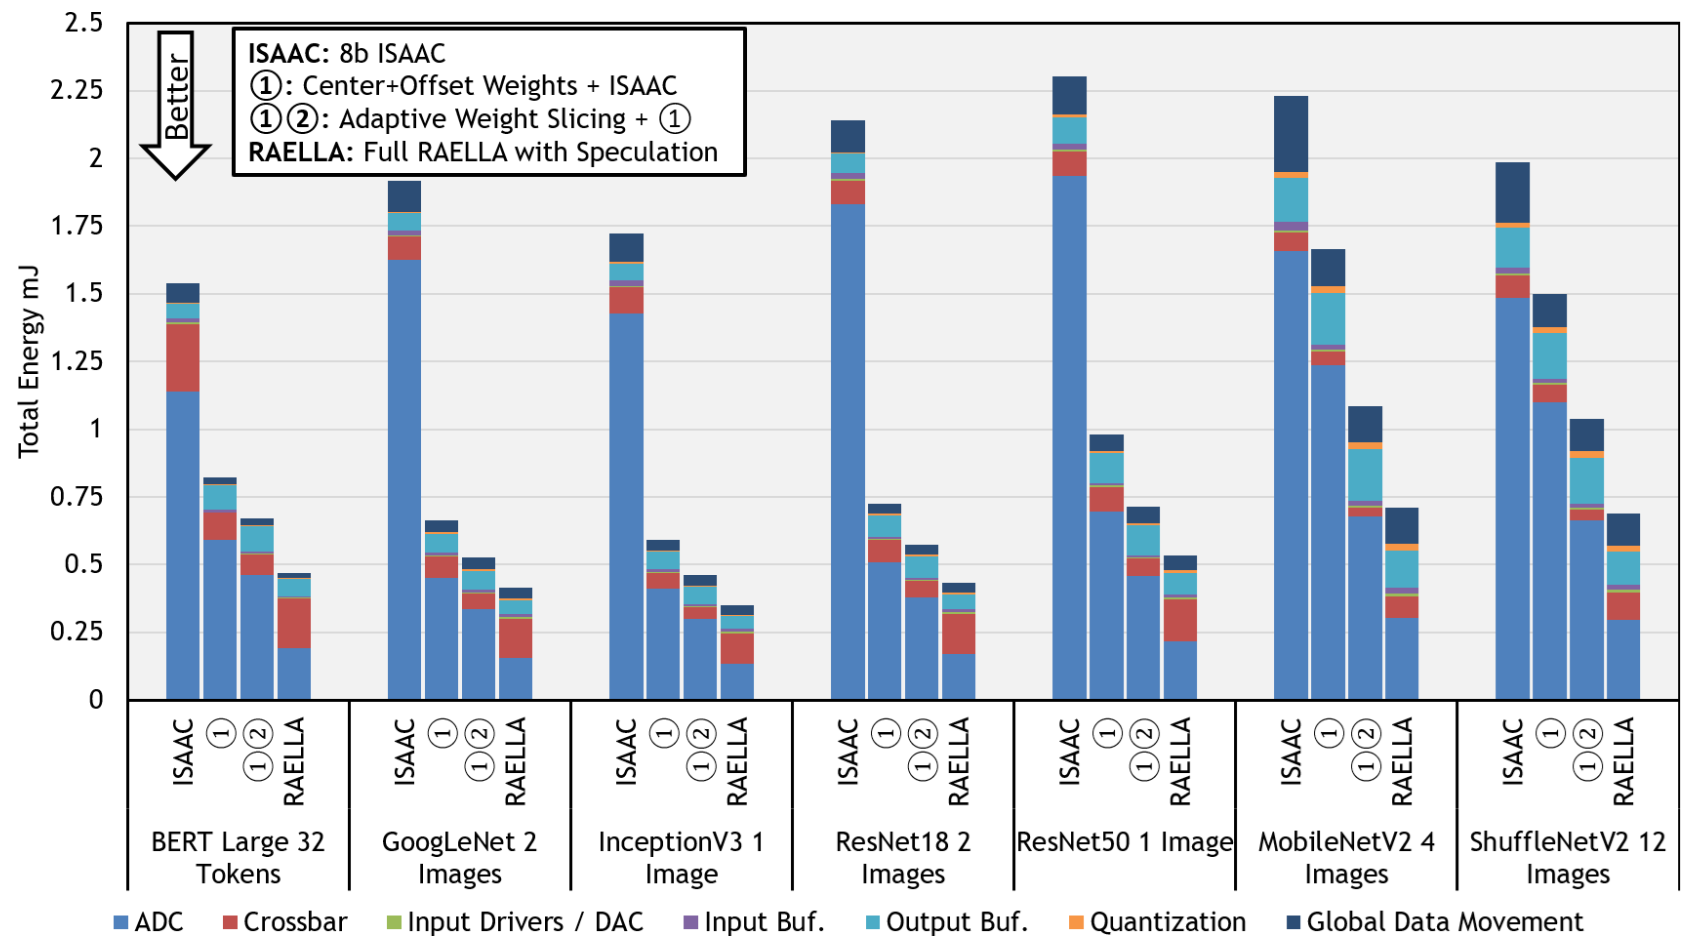 2.5
2.25
2
1.75
1.5
1.25
1
0.75
0.5
0.25
0
Total Energy mJ
Better
ISAAC: 8b ISAAC
①: Center+Offset Weights + ISAAC
①②: Adaptive Weight Slicing + ①
RAELLA: Full RAELLA with Speculation
ISAAC
①
①②
RAELLA
ISAAC
①
①②
RAELLA
ISAAC
①
①②
RAELLA
ISAAC
①
①②
RAELLA
ISAAC
①
①②
RAELLA
ISAAC
①
①②
RAELLA
ISAAC
①
①②
RAELLA
BERT Large 32
Tokens
GoogLeNet 2
Images
InceptionV3 1
Image
ResNet18 2
Images
ResNet50 1 Image
MobileNetV2 4
Images
ShuffleNetV2 12
Images
ADC Crossbar Input Drivers / DAC Input Buf. Output Buf. Quantization Global Data Movement